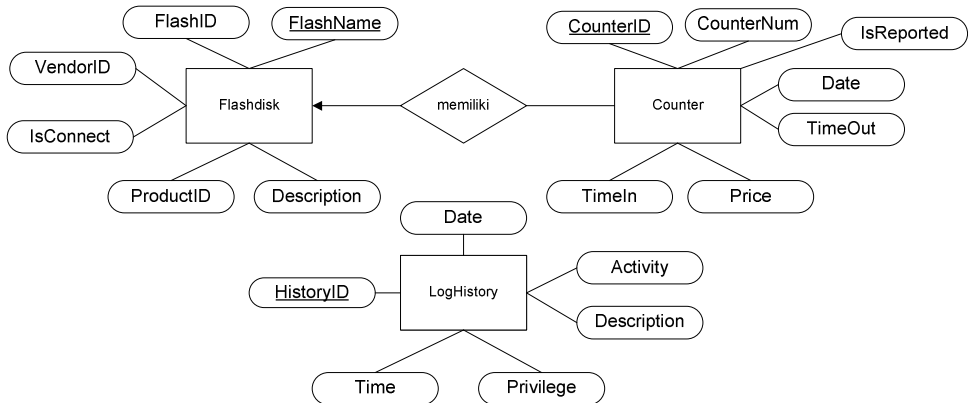 FlashID
FlashName
CounterID
CounterNum
IsReported
VendorID
Flashdisk
memiliki
Counter
Date
IsConnect
TimeOut
ProductID
Description
TimeIn
Price
Date
HistoryID
LogHistory
Activity
Description
Time
Privilege